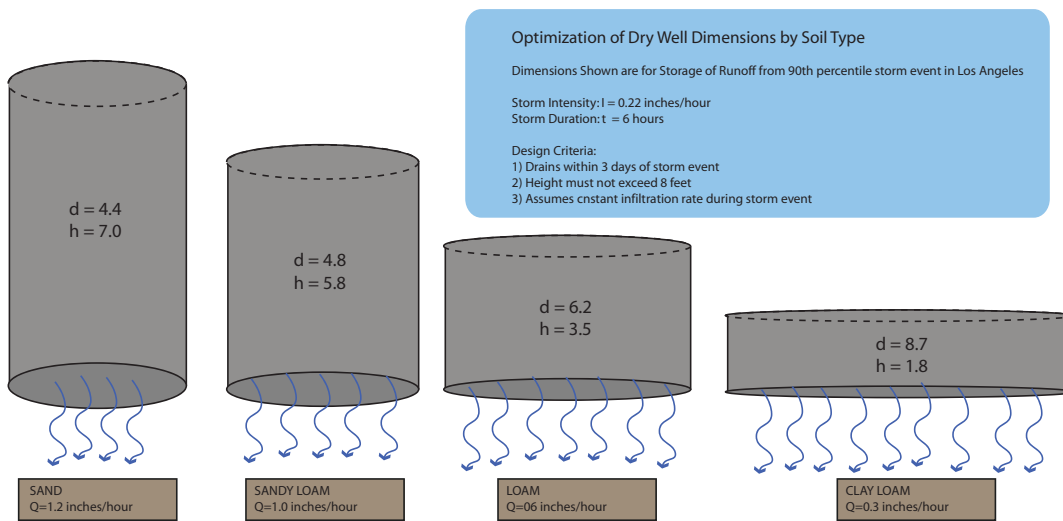 Optimization of Dry Well Dimensions by Soil Type
Dimensions Shown are for Storage of Runoff from 90th percentile storm event in Los Angeles
Storm Intensity: I = 0.22 inches/hour
Storm Duration: t = 6 hours
Design Criteria:
1) Drains within 3 days of storm event
2) Height must not exceed 8 feet
3) Assumes cnstant infiltration rate during storm event
d = 4.4
h = 7.0
d = 4.8
h = 5.8
d = 6.2
h = 3.5
d = 8.7
h = 1.8
SAND
Q=1.2 inches/hour
SANDY LOAM
Q=1.0 inches/hour
LOAM
Q=06 inches/hour
CLAY LOAM
Q=0.3 inches/hour